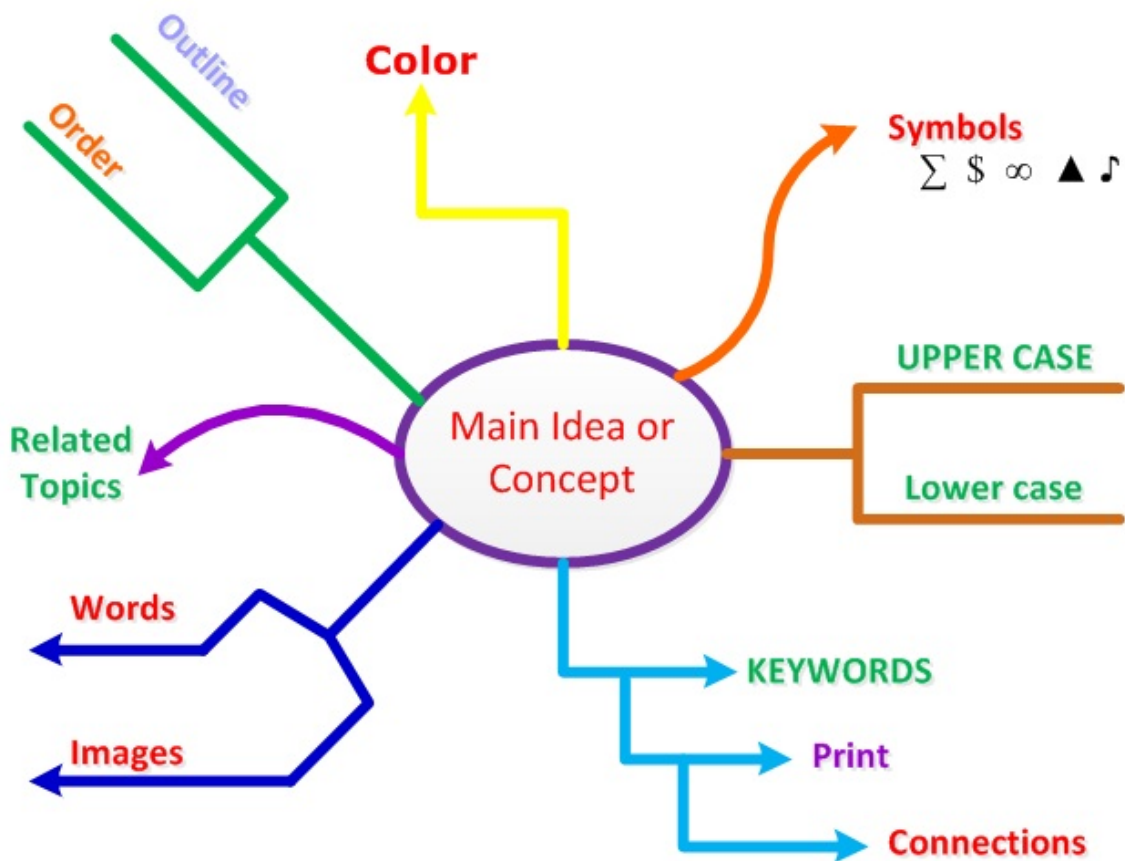 Outline
Order
Color
Symbols
∑ $ ∞ ▲ ♪
UPPER CASE
Lower case
Main Idea or
Concept
Related
Topics
Words
Images
KEYWORDS
Print
Connections